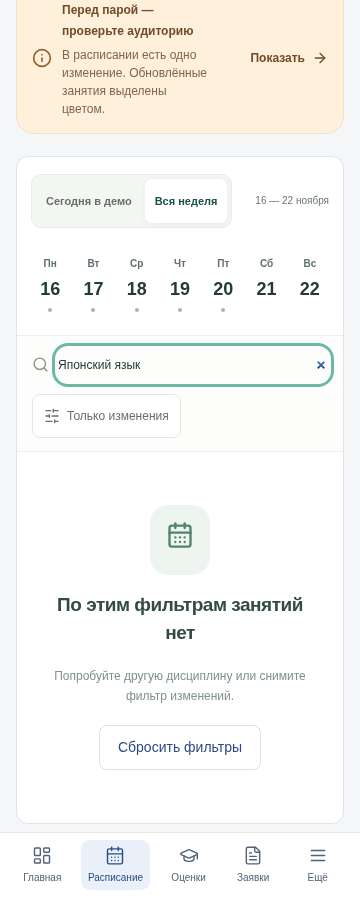 Перед парой —
проверьте аудиторию
В расписании есть одно
изменение. Обновлённые
занятия выделены
цветом.
Показать
Сегодня в демо
Вся неделя
16 — 22 ноября
Пн Вт Ср Чт Пт Сб Вс
16 17 18 19 20 21 22
Японский язык
Только изменения
По этим фильтрам занятий
нет
Попробуйте другую дисциплину или снимите
фильтр изменений.
Сбросить фильтры
Главная Расписание Оценки Заявки Ещё